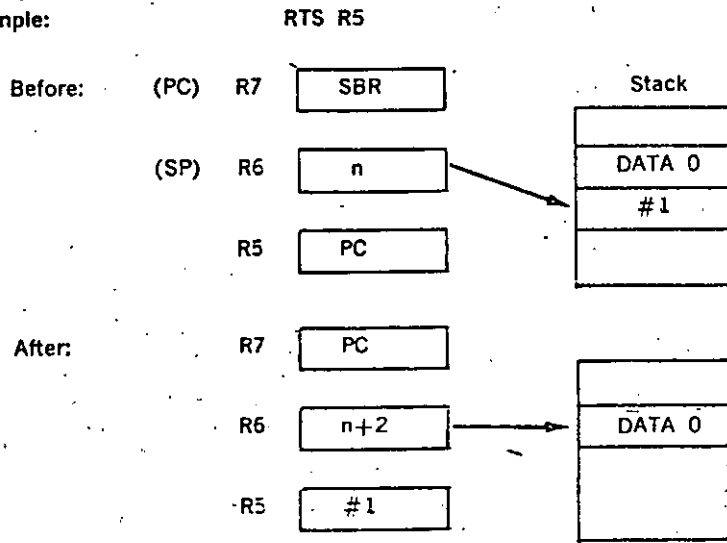 nple: RTS R5
Before: (PC) R7 SBR Stack
(SP) R6 n DATA 0
#1
R5 PC
After: R7 PC
R6 n+2 DATA 0
R5 #1